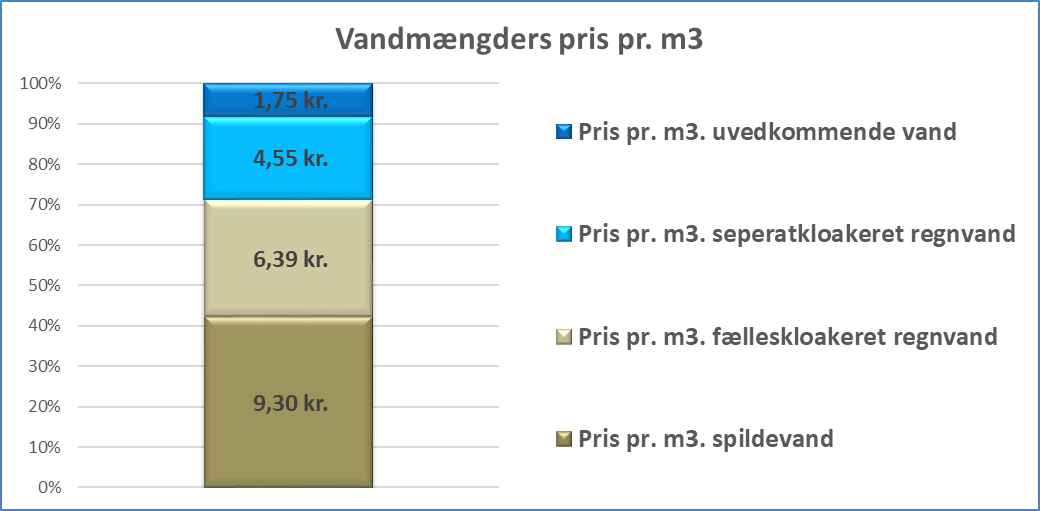 Vandmængders pris pr. m3
100%
90%
80%
70%
60%
50%
40%
30%
20%
10%
0%
1,75 kr.
4,55 kr.
6,39 kr.
9,30 kr.
Pris pr. m3. uvedkommende vand
Pris pr. m3. seperatkloakeret regnvand
Pris pr. m3. fælleskloakeret regnvand
Pris pr. m3. spildevand